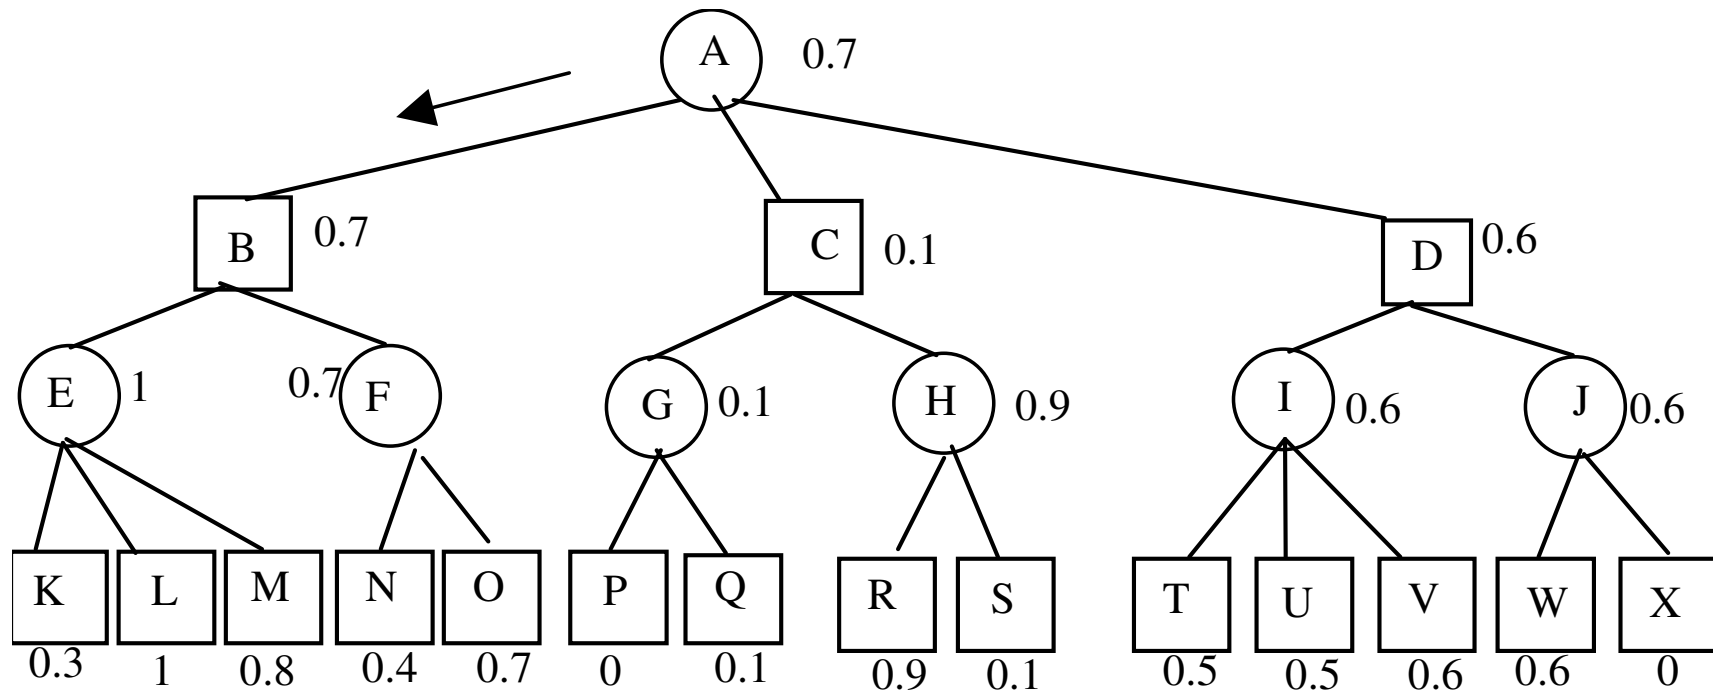 A 0.7
B 0.7 C 0.1 D 0.6
E 1 0.7 F G 0.1 H 0.9 I 0.6 J 0.6
K L M N O P Q R S T U V W X
0.3 1 0.8 0.4 0.7 0 0.1 0.9 0.1 0.5 0.5 0.6 0.6 0